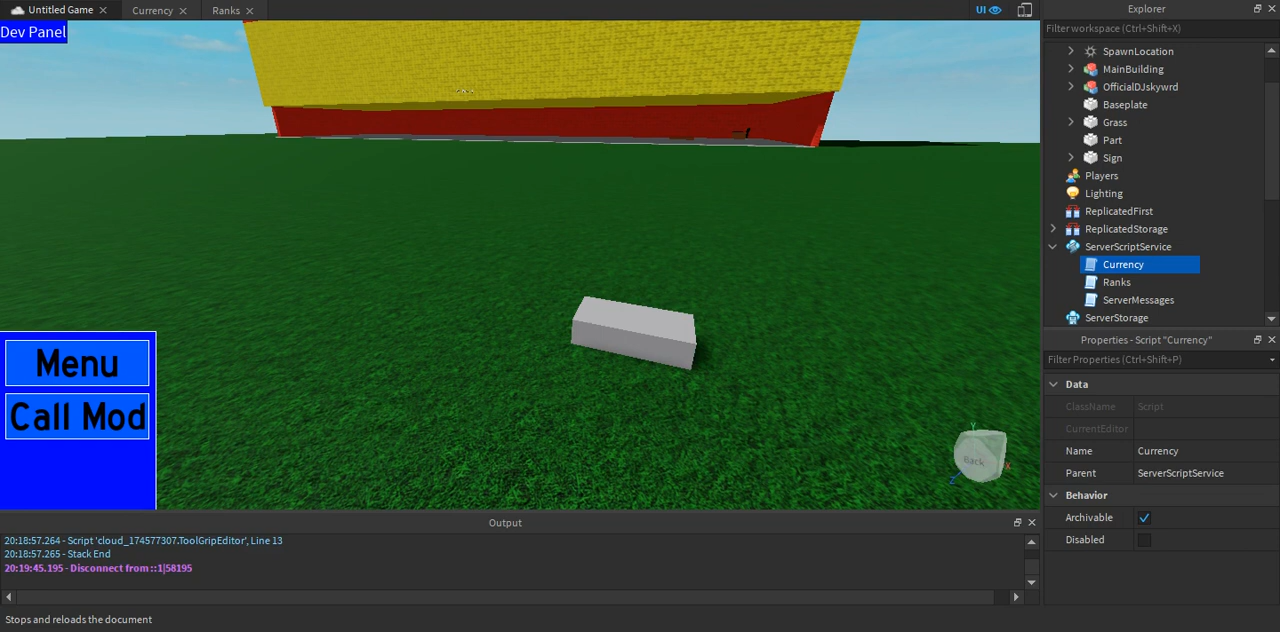 Untitled Game
Currency
Ranks
UI
Explorer
Dev Panel
Filter workspace (Ctrl+Shift+X)
SpawnLocation
MainBuilding
OfficialDJskywrd
Baseplate
Grass
Part
Sign
Players
Lighting
ReplicatedFirst
ReplicatedStorage
ServerScriptService
Currency
Ranks
ServerMessages
ServerStorage
Menu
Call Mod
Back
Y
X
Z
Properties - Script "Currency"
Filter Properties (Ctrl+Shift+P)
Data
ClassName Script
CurrentEditor
Name Currency
Parent ServerScriptService
Behavior
Archivable
Disabled
Output
20:18:57.264 - Script 'cloud_174577307.ToolGripEditor', Line 13
20:18:57.265 - Stack End
20:19:45.195 - Disconnect from ::1|58195
Stops and reloads the document